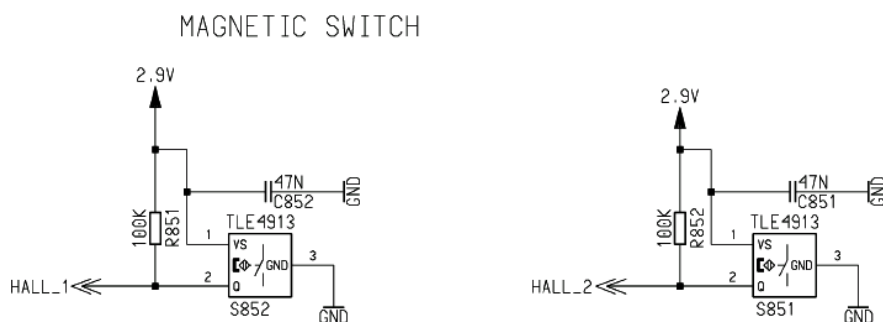 MAGNETIC SWITCH
2.9V
47N
C852
GND
100K
R851
TLE4913
1
VS
3
GND
HALL_1
2
Q
S852
GND
2.9V
47N
C851
GND
100K
R852
TLE4913
1
VS
3
GND
HALL_2
2
Q
S851
GND